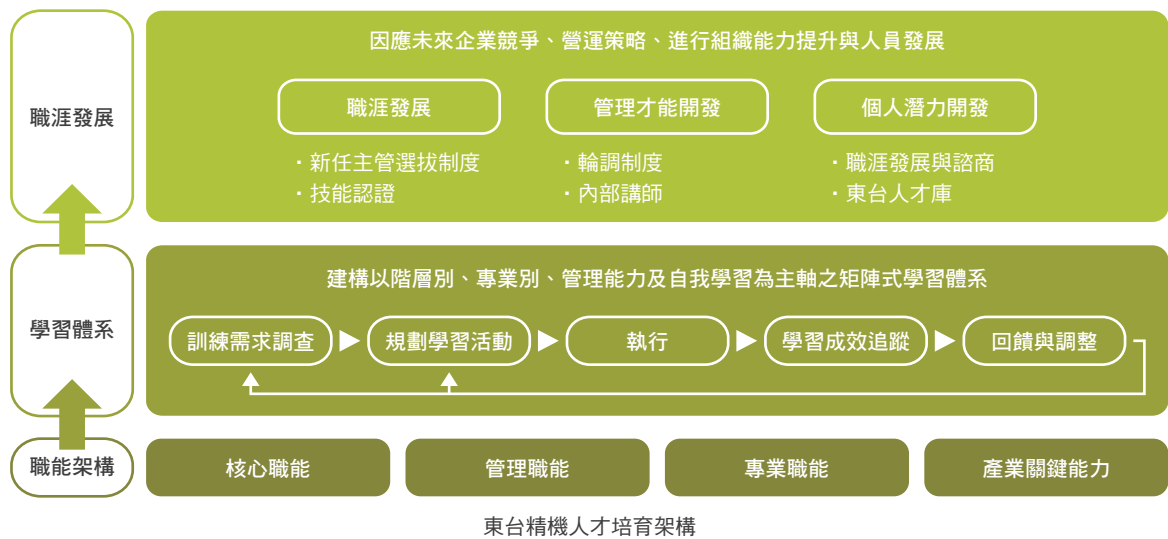 職涯發展
因應未來企業競爭、營運策略、進行組織能力提升與人員發展
職涯發展
管理才能開發
個人潛力開發
・新任主管選拔制度
・技能認證
・輪調制度
・內部講師
・職涯發展與諮商
・東台人才庫
學習體系
建構以階層別、專業別、管理能力及自我學習為主軸之矩陣式學習體系
訓練需求調查
規劃學習活動
執行
學習成效追蹤
回饋與調整
職能架構
核心職能
管理職能
專業職能
產業關鍵能力
東台精機人才培育架構